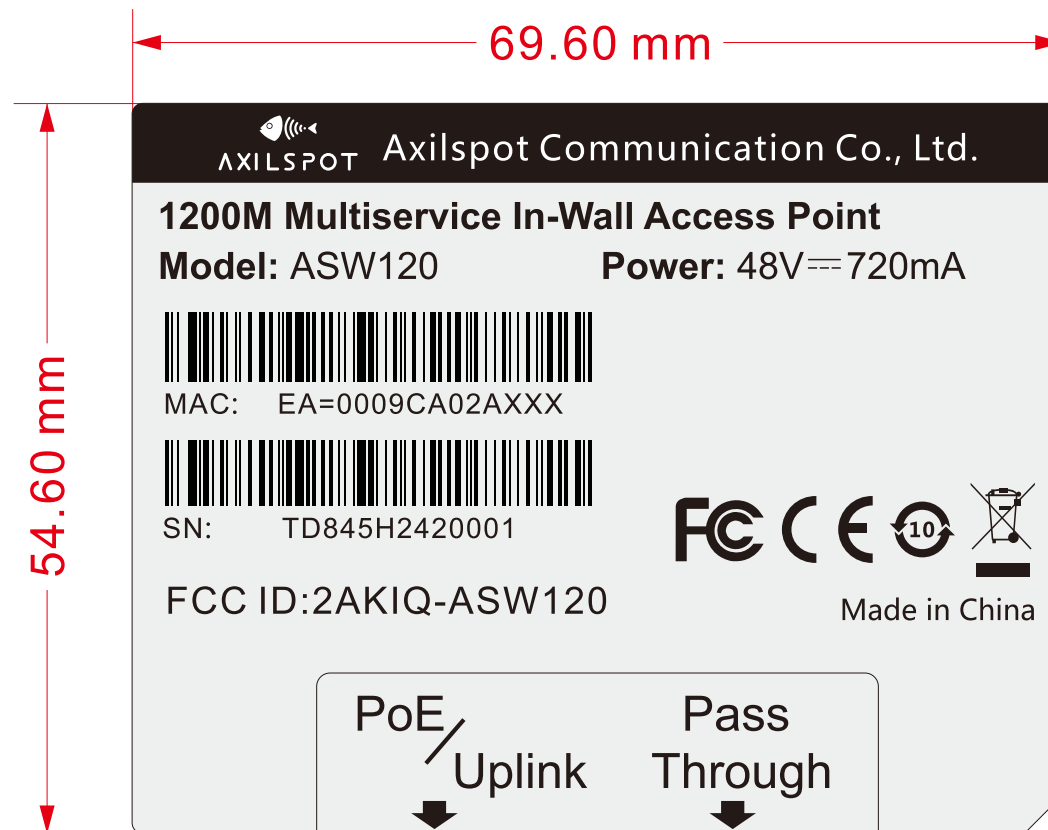 69.60 mm
54.60 mm
AXILSPOT Axilspot Communication Co., Ltd.
1200M Multiservice In-Wall Access Point
Model: ASW120 Power: 48V⎓720mA
MAC: EA=0009CA02AXXX
SN: TD845H2420001
FC CE 10
FCC ID:2AKIQ-ASW120
Made in China
PoE/Uplink
Pass Through